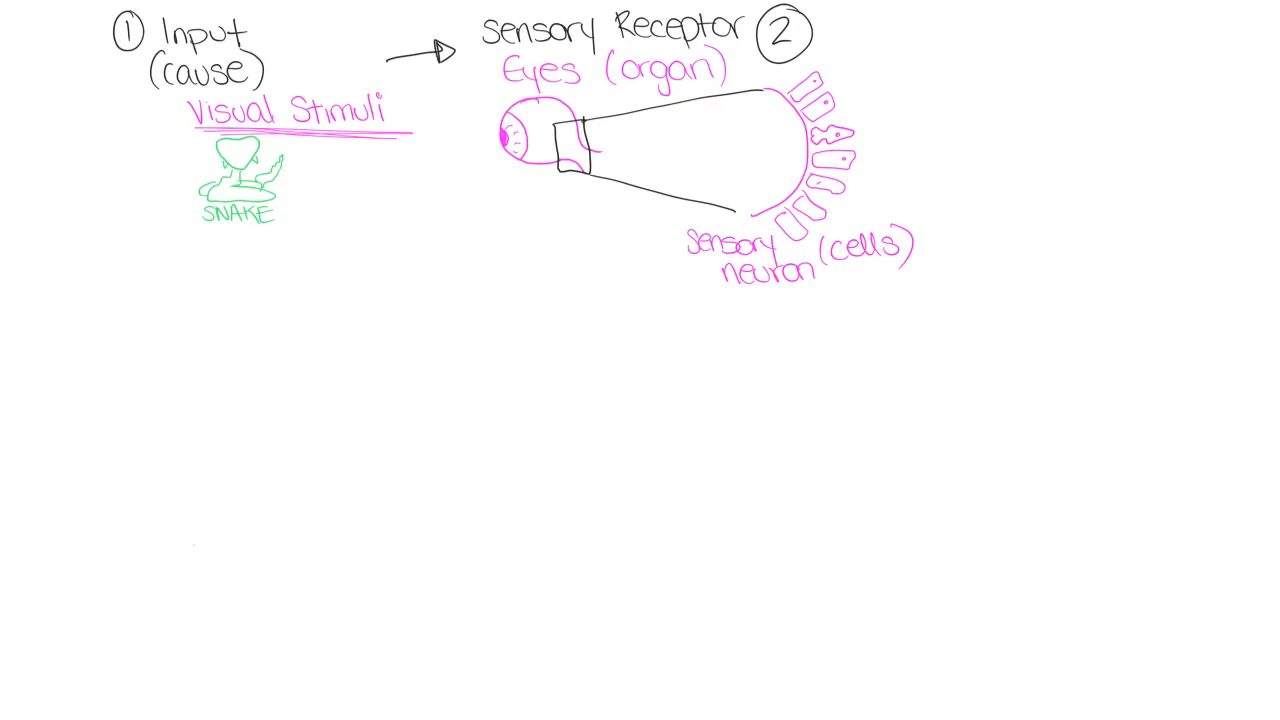 ① Input
(cause)
Visual Stimuli
SNAKE
Sensory Receptor ②
Eyes (organ)
sensory (cells)
neuron